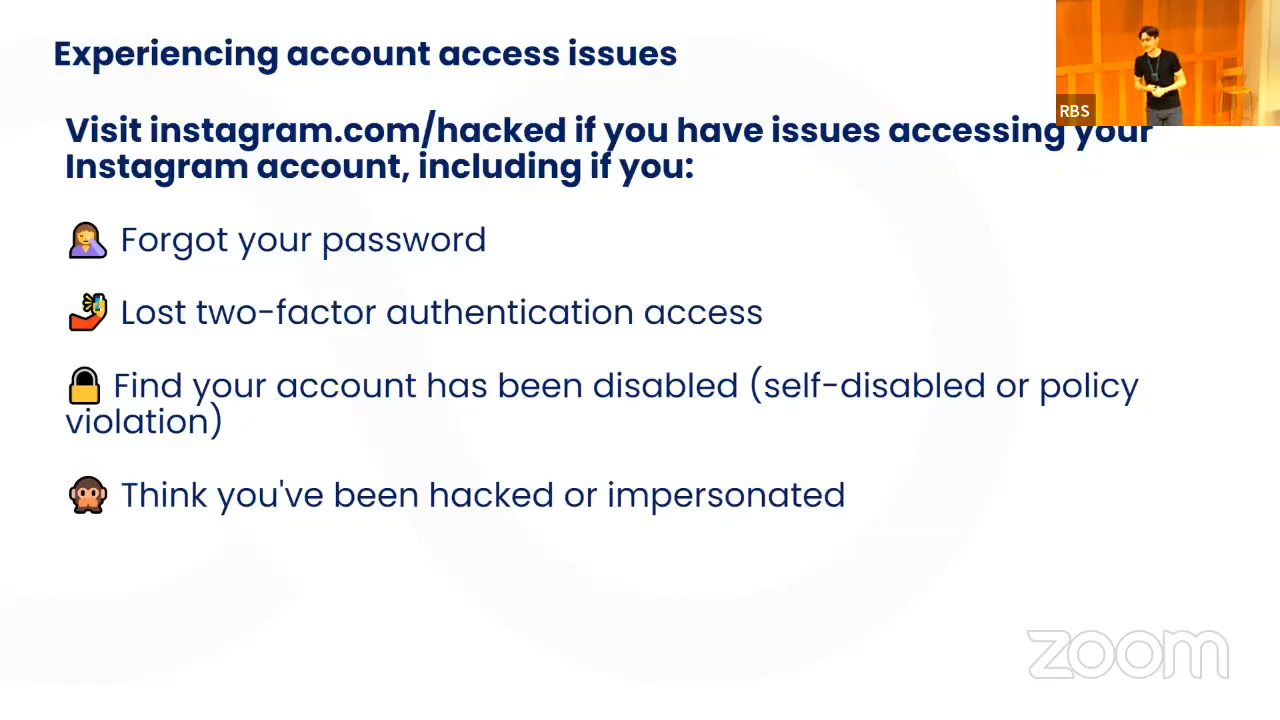 Experiencing account access issues
RBS
Visit instagram.com/hacked if you have issues accessing your
Instagram account, including if you:
Forgot your password
Lost two-factor authentication access
Find your account has been disabled (self-disabled or policy
violation)
Think you've been hacked or impersonated
zoom